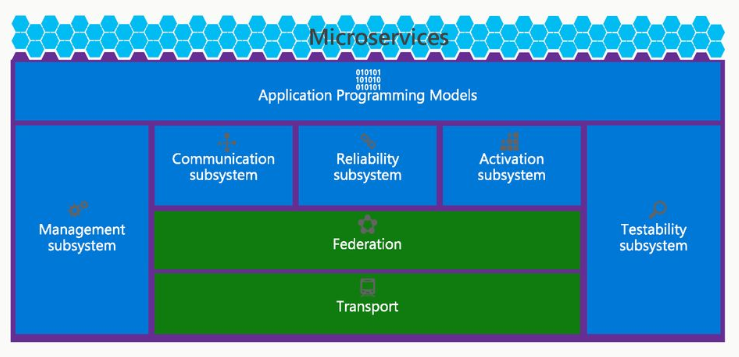 Microservices
010101
101010
010101
Application Programming Models
Communication
subsystem
Reliability
subsystem
Activation
subsystem
Management
subsystem
Federation
Testability
subsystem
Transport